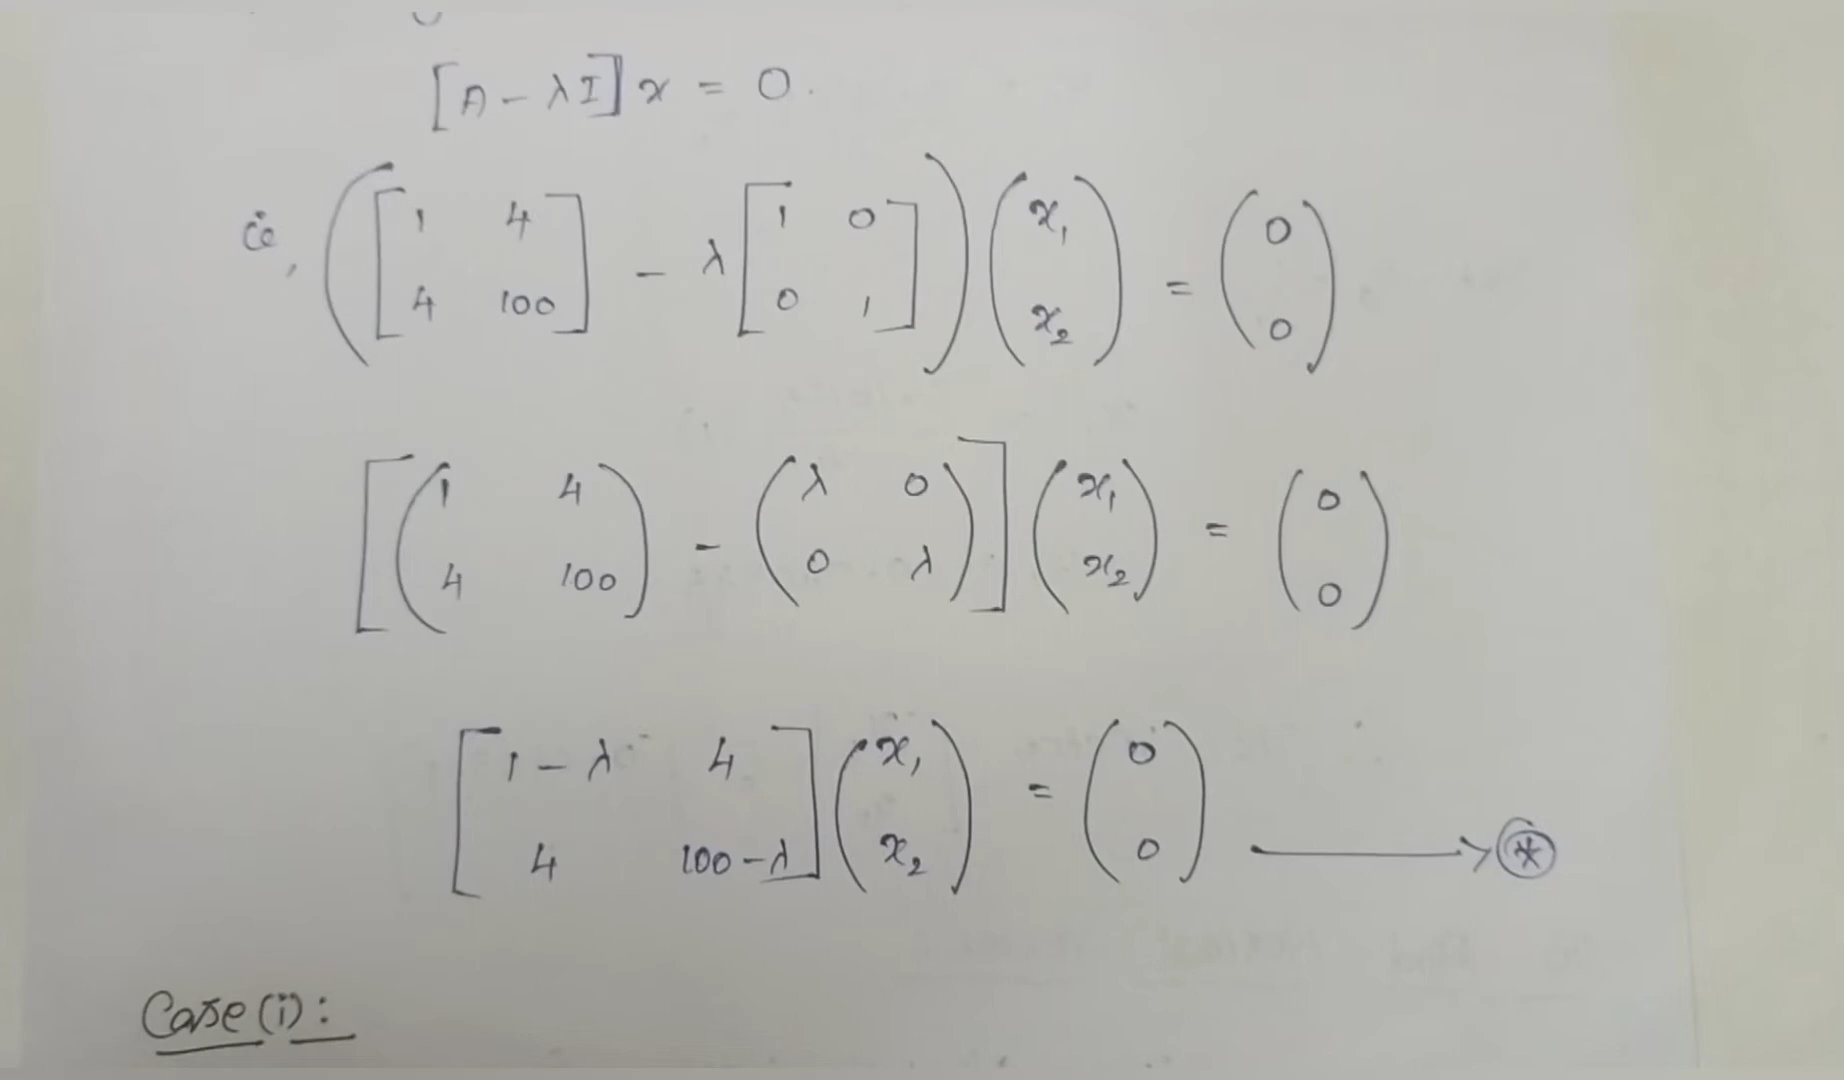 [A - λI] x = 0.
ie, ([1 4; 4 100] - λ[1 0; 0 1]) (x₁; x₂) = (0; 0)
[(1 4; 4 100) - (λ 0; 0 λ)] (x₁; x₂) = (0; 0)
[1-λ 4; 4 100-λ] (x₁; x₂) = (0; 0) → ⊛
Case (i):